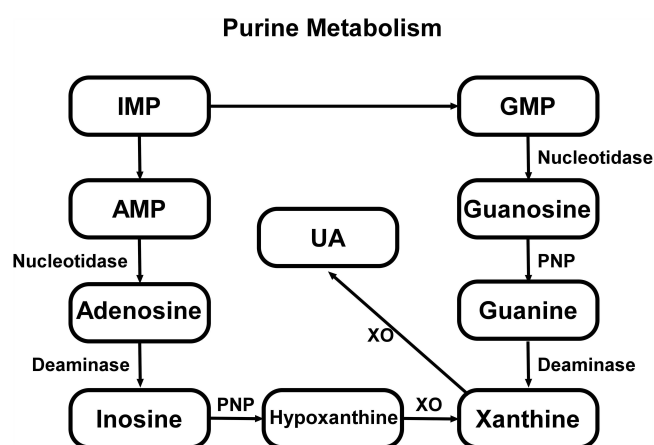 Purine Metabolism
IMP
GMP
Nucleotidase
AMP
Guanosine
UA
Nucleotidase
PNP
Adenosine
Guanine
XO
Deaminase
Deaminase
Inosine
PNP
Hypoxanthine
XO
Xanthine